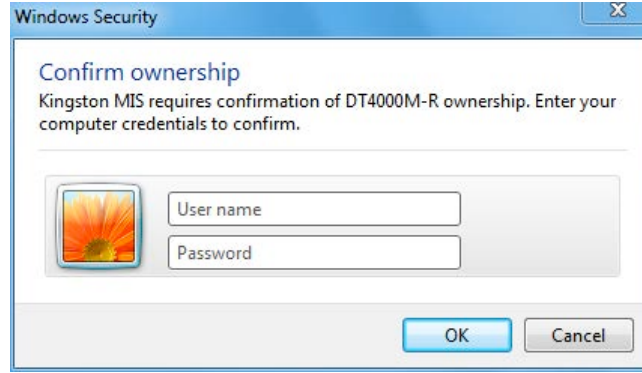 Windows Security
Confirm ownership
Kingston MIS requires confirmation of DT4000M-R ownership. Enter your
computer credentials to confirm.
User name
Password
OK
Cancel